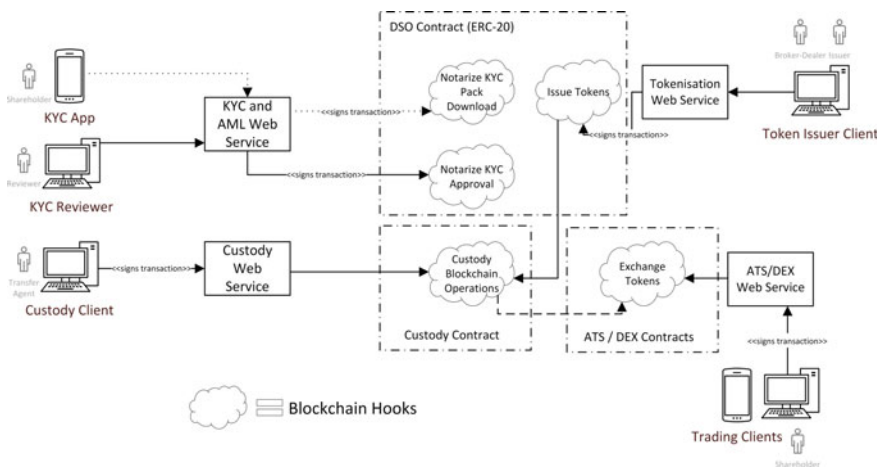 DSO Contract (ERC-20)
Shareholder
KYC App
Notarize KYC
Pack
Download
<<signs transaction>>
Issue Tokens
Broker-Dealer Issuer
Tokenisation
Web Service
<<signs transaction>>
Token Issuer Client
KYC and
AML Web
Service
Reviewer
KYC Reviewer
<<signs transaction>>
Notarize KYC
Approval
Transfer
Agent
Custody Client
<<signs transaction>>
Custody
Web
Service
Custody
Blockchain
Operations
Custody Contract
Exchange
Tokens
ATS / DEX Contracts
ATS/DEX
Web Service
<<signs transaction>>
Trading Clients
Shareholder
Blockchain Hooks